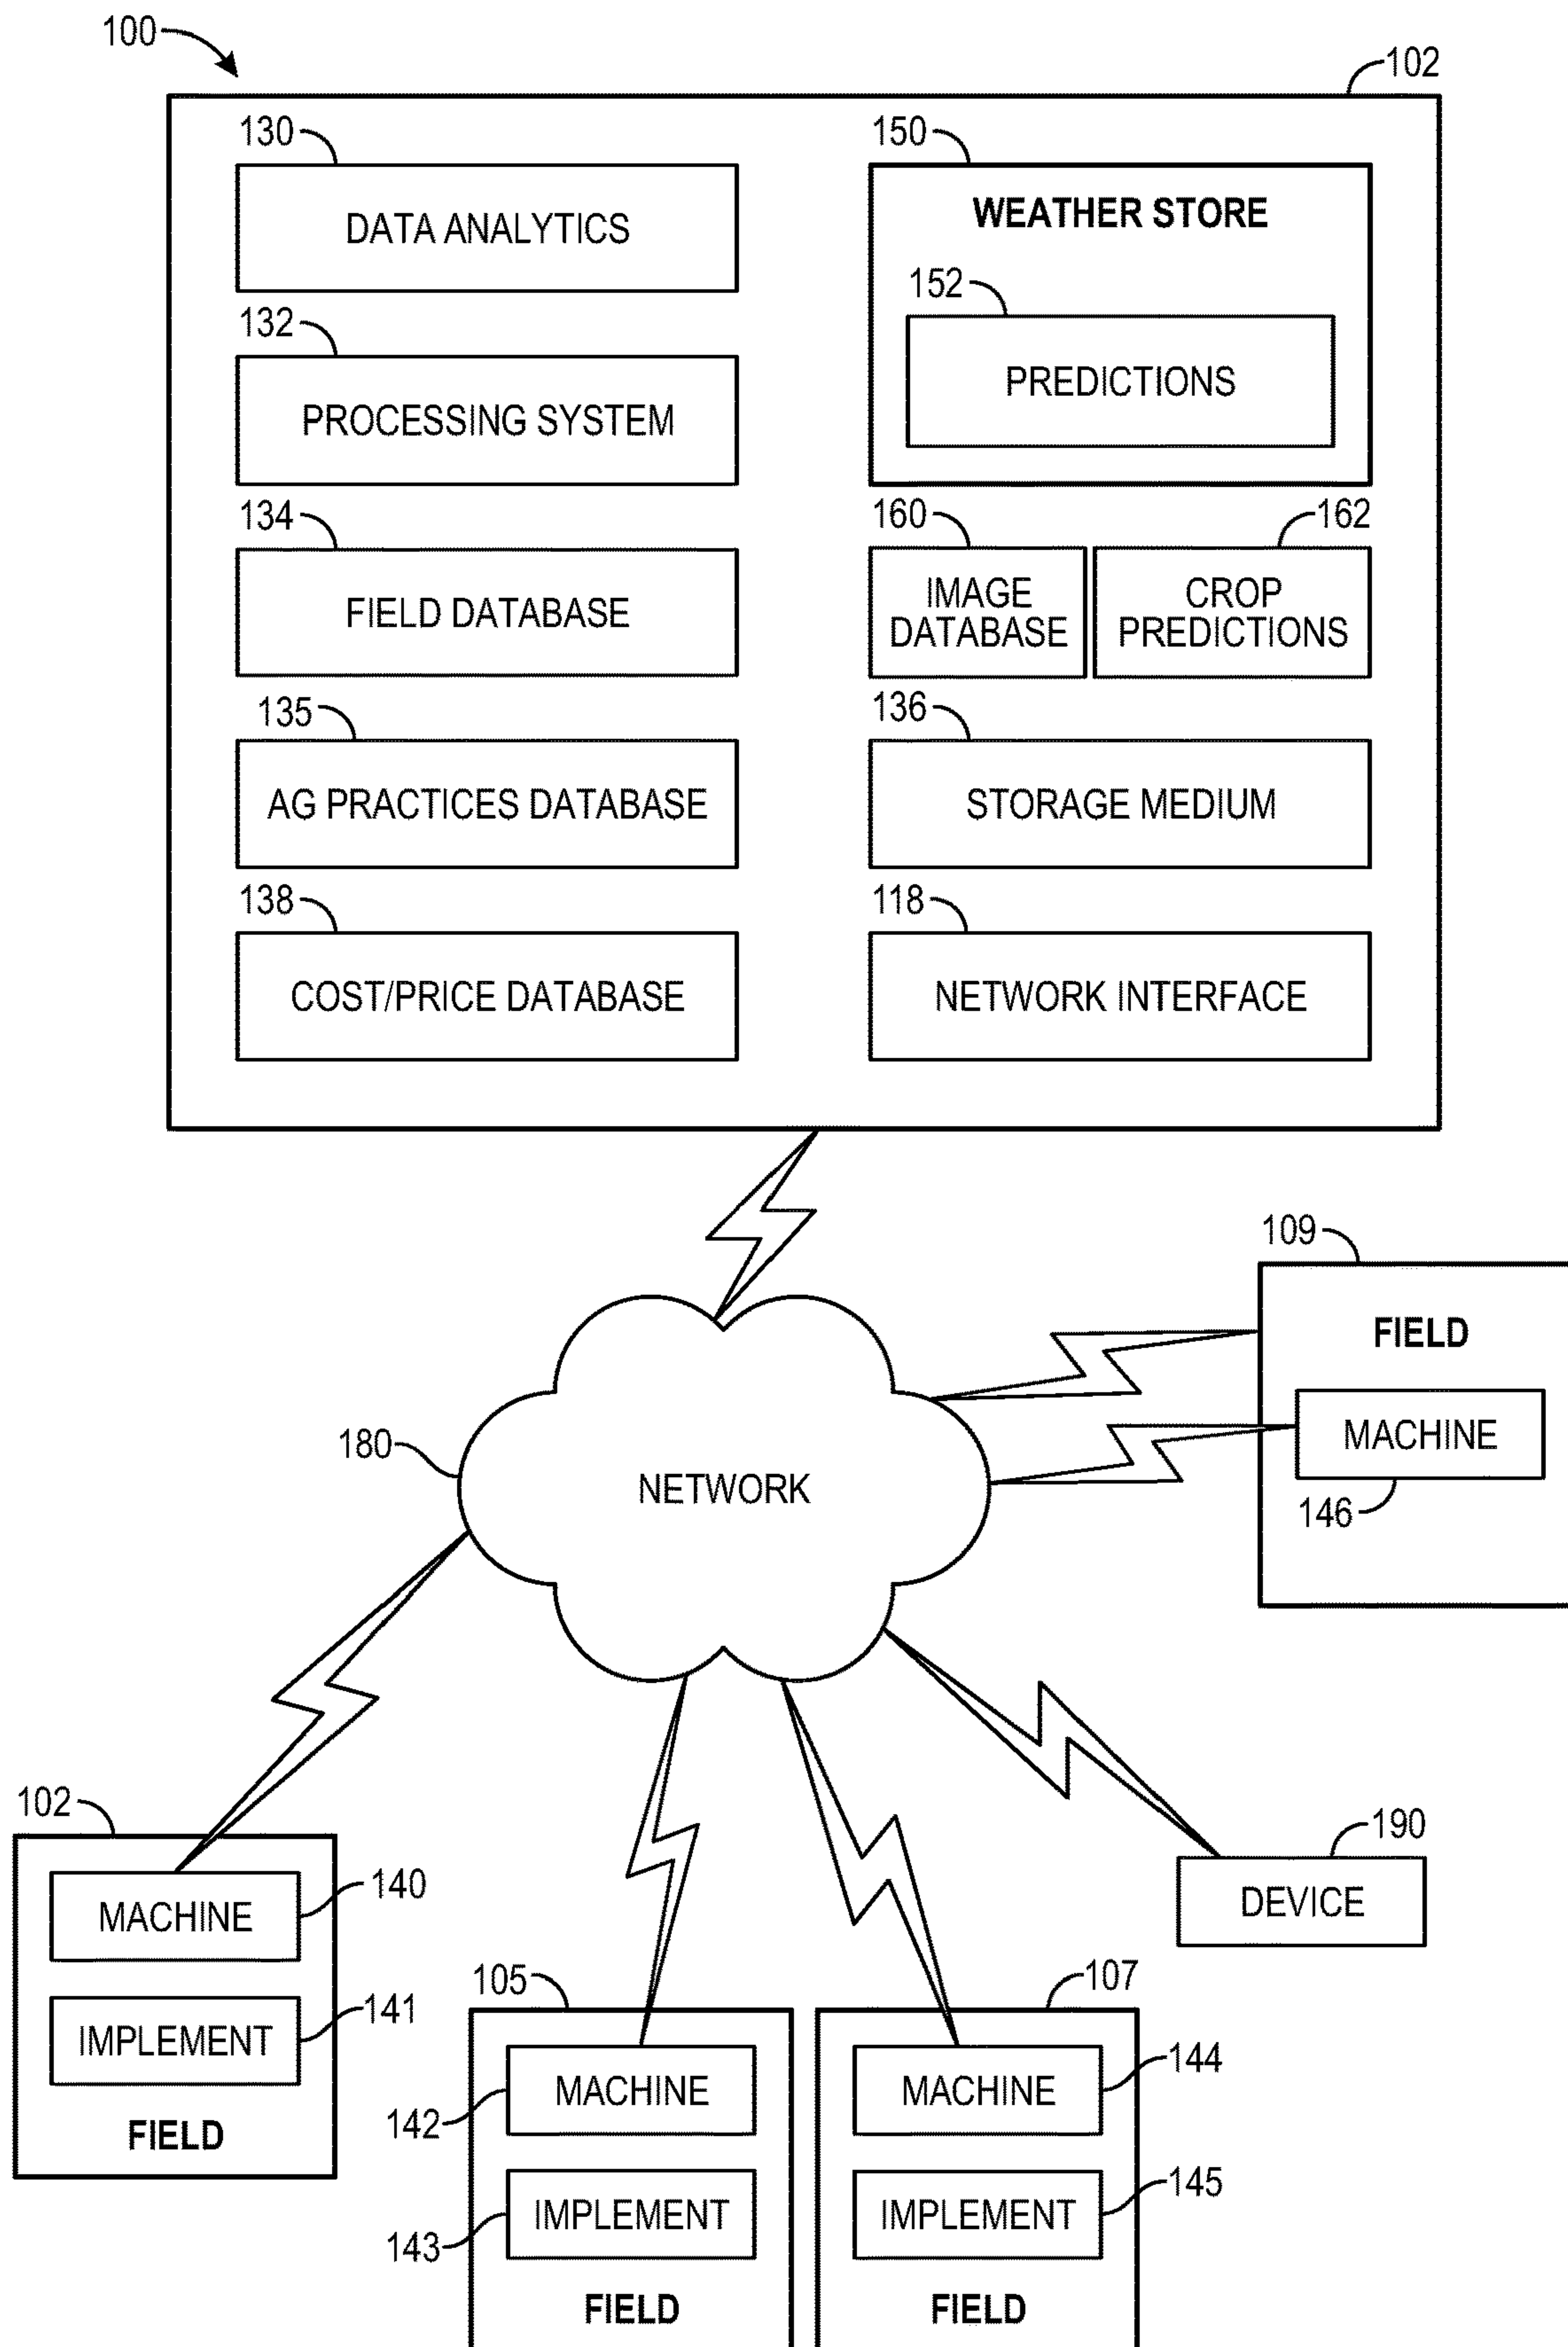 100
102
130
DATA ANALYTICS
132
PROCESSING SYSTEM
134
FIELD DATABASE
135
AG PRACTICES DATABASE
138
COST/PRICE DATABASE
150
WEATHER STORE
152
PREDICTIONS
160
IMAGE
DATABASE
162
CROP
PREDICTIONS
136
STORAGE MEDIUM
118
NETWORK INTERFACE
109
FIELD
MACHINE
146
180
NETWORK
102
MACHINE
140
IMPLEMENT
141
FIELD
105
MACHINE
142
IMPLEMENT
143
FIELD
107
MACHINE
144
IMPLEMENT
145
FIELD
190
DEVICE